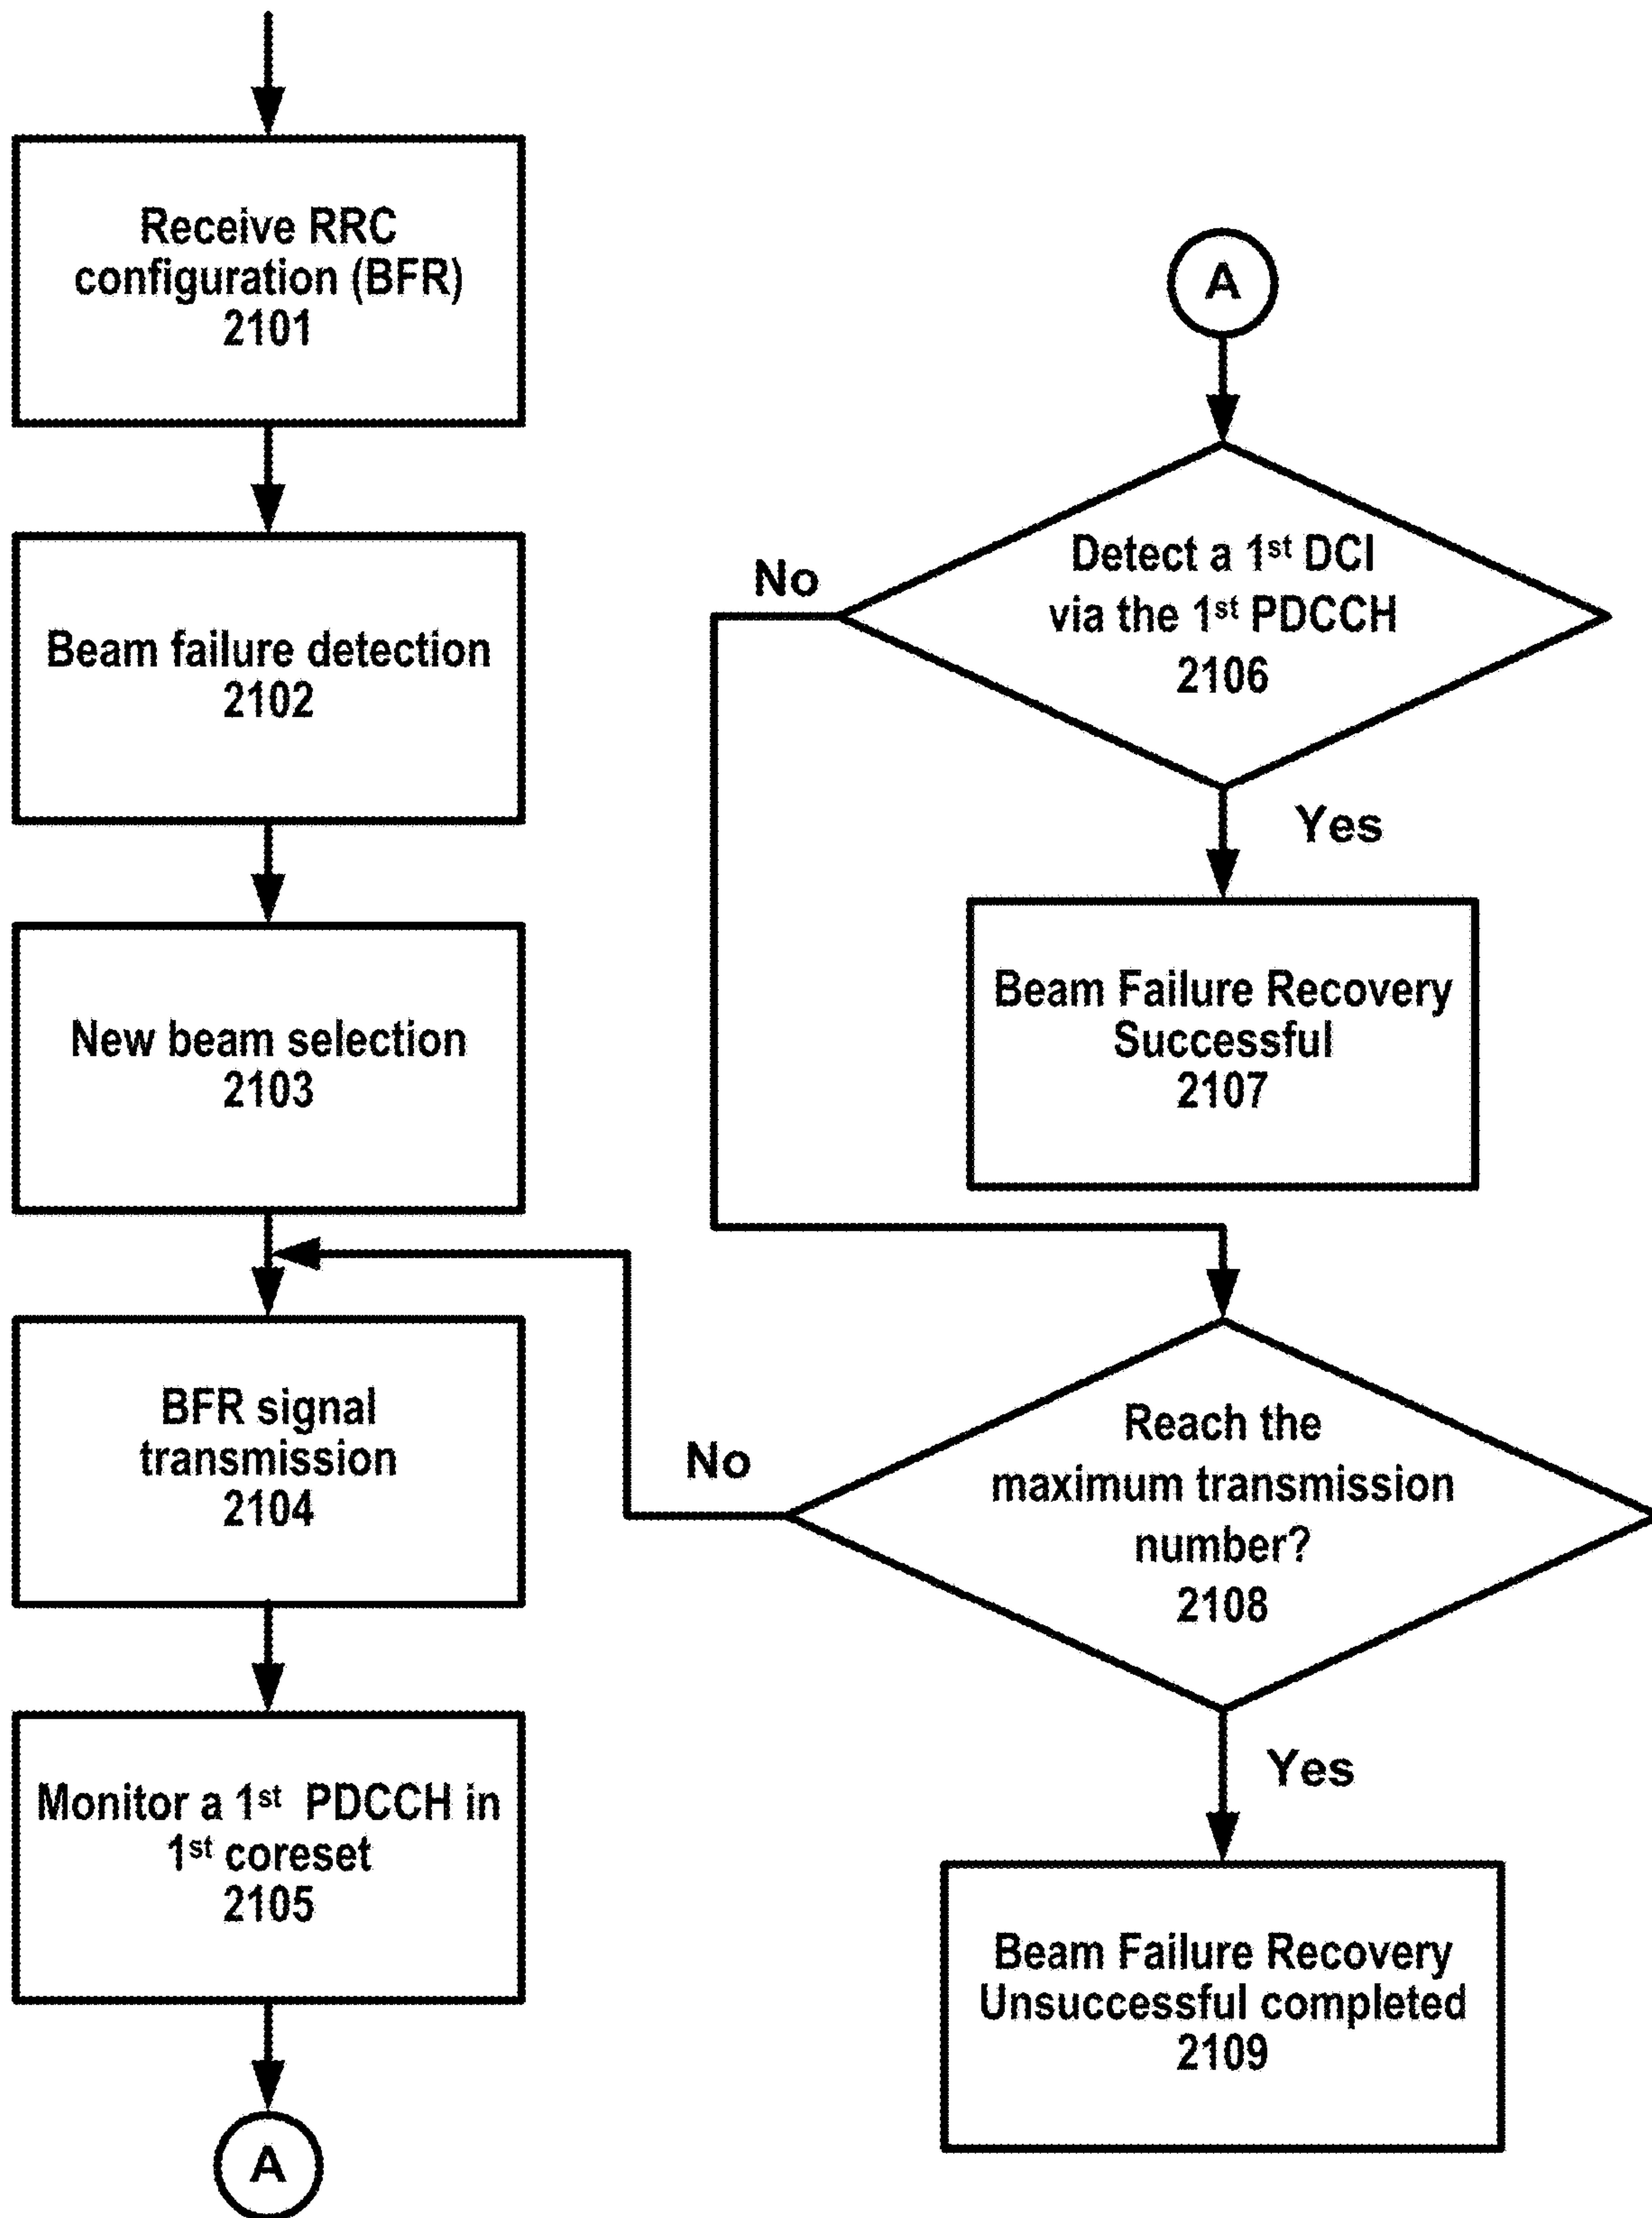 Receive RRC
configuration (BFR)
2101
Beam failure detection
2102
New beam selection
2103
BFR signal
transmission
2104
Monitor a 1st PDCCH in
1st coreset
2105
A
A
Detect a 1st DCI
via the 1st PDCCH
2106
No
Yes
Beam Failure Recovery
Successful
2107
Reach the
maximum transmission
number?
2108
No
Yes
Beam Failure Recovery
Unsuccessful completed
2109